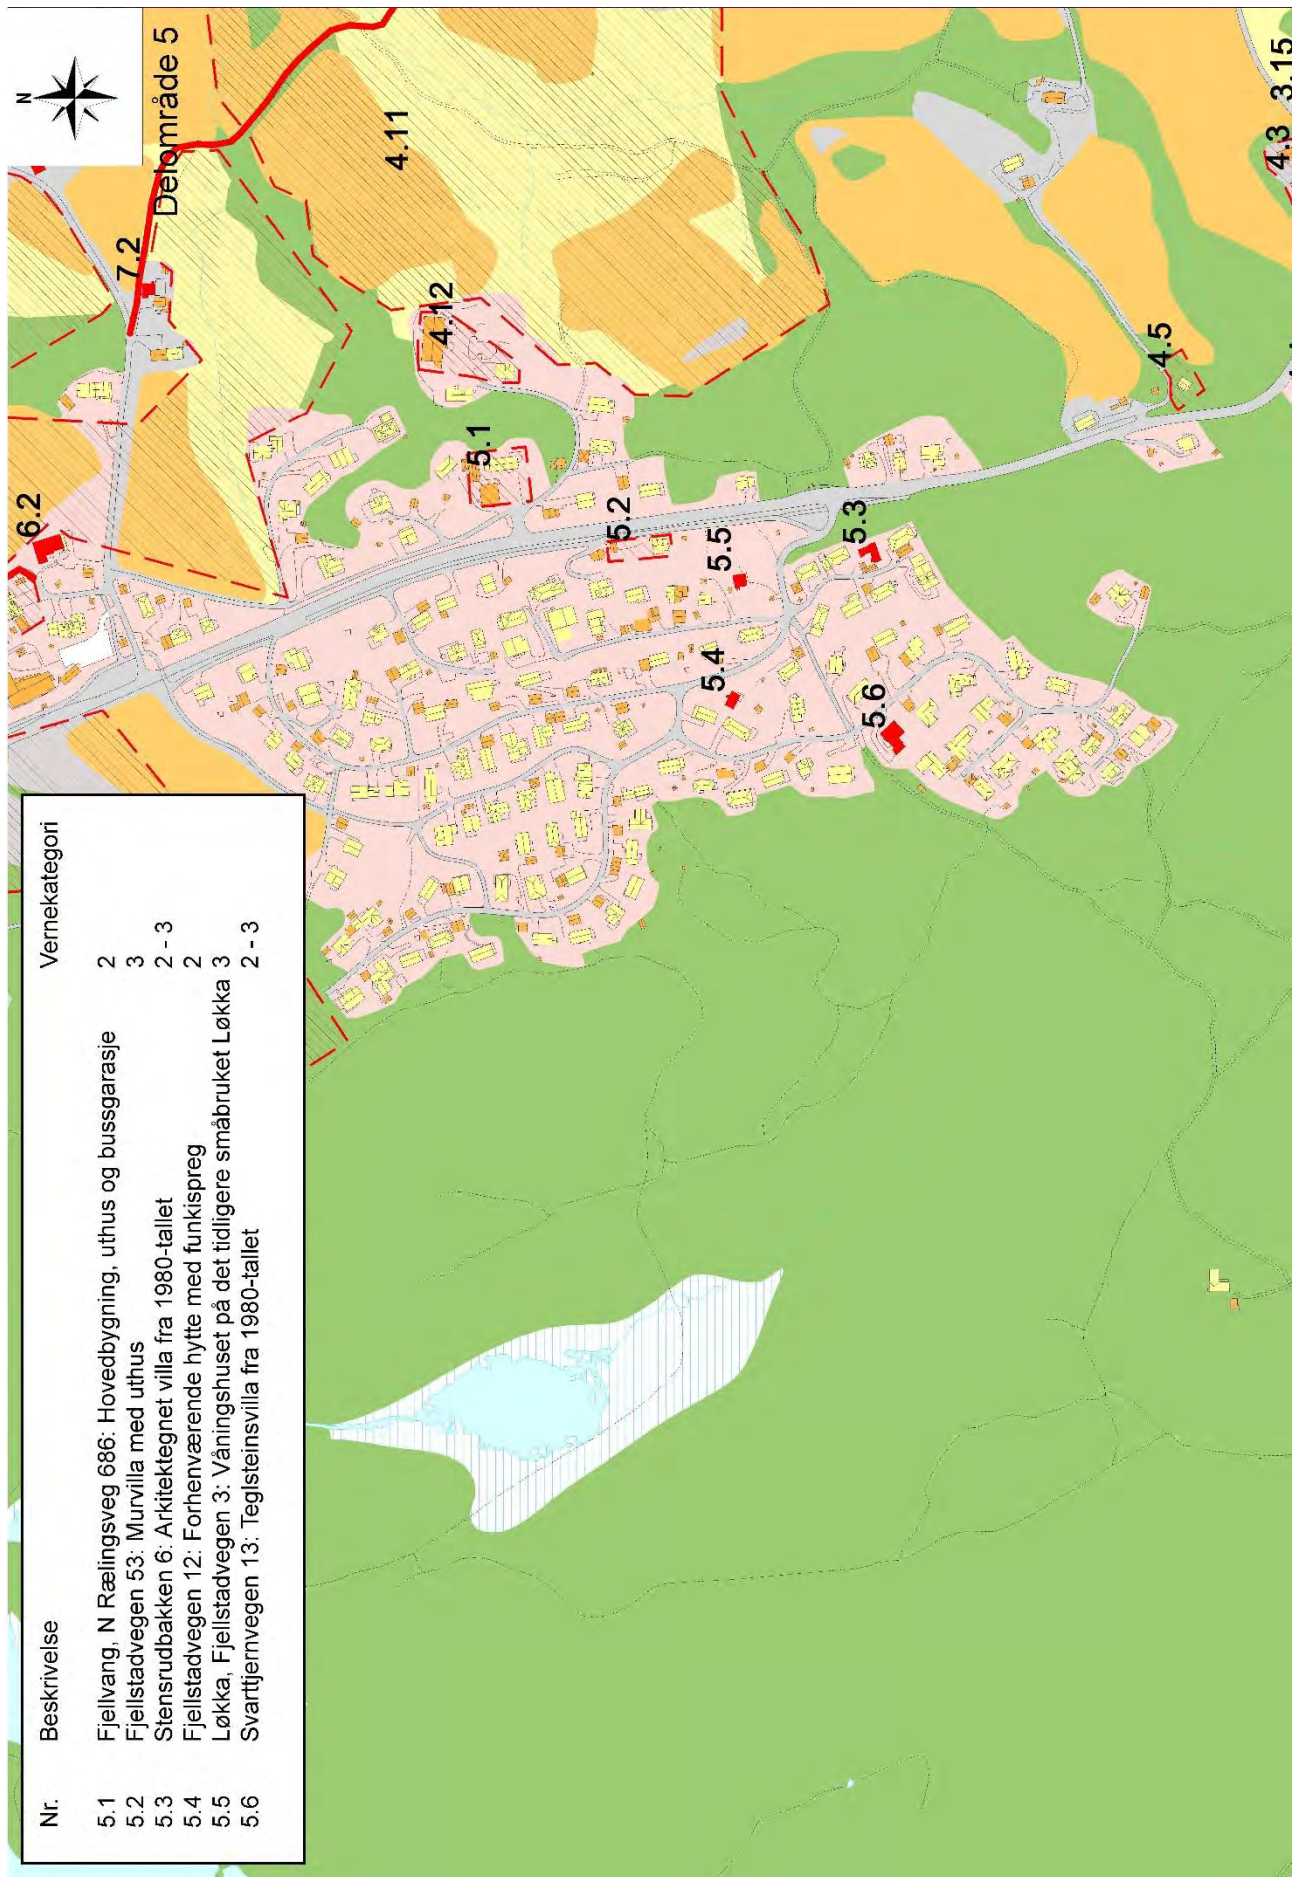 Nr. Beskrivelse Vernekategori
5.1 Fjellvang, N Rælingsveg 686: Hovedbygning, uthus og bussgarasje 2
5.2 Fjellstadvegen 53: Murvilla med uthus 3
5.3 Stensrudbakken 6: Arkitektegnet villa fra 1980-tallet 2 - 3
5.4 Fjellstadvegen 12: Forhenværende hytte med funkispreg 2
5.5 Løkka, Fjellstadvegen 3: Våningshuset på det tidligere småbruket Løkka 3
5.6 Svarttjernvegen 13: Teglsteinsvilla fra 1980-tallet 2 - 3
N
Delområde 5
6.2
7.2
4.11
4.12
5.1
5.2
5.5
5.4
5.3
5.6
4.5
4.3
3.15